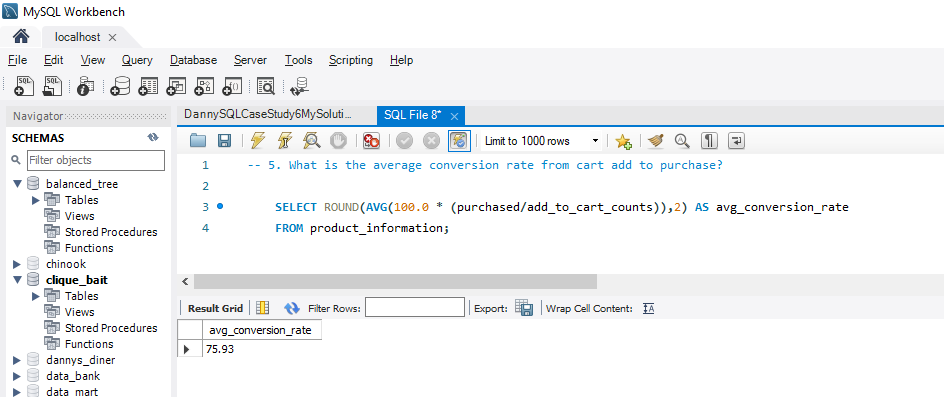 MySQL Workbench
localhost
File Edit View Query Database Server Tools Scripting Help
Navigator
SCHEMAS
Filter objects
balanced_tree
Tables
Views
Stored Procedures
Functions
chinook
clique_bait
Tables
Views
Stored Procedures
Functions
dannys_diner
data_bank
data_mart
DannySQLCaseStudy6MySoluti... SQL File 8*
Limit to 1000 rows
1 -- 5. What is the average conversion rate from cart add to purchase?
2
3 SELECT ROUND(AVG(100.0 * (purchased/add_to_cart_counts)),2) AS avg_conversion_rate
4 FROM product_information;
Result Grid Filter Rows: Export: Wrap Cell Content:
avg_conversion_rate
75.93